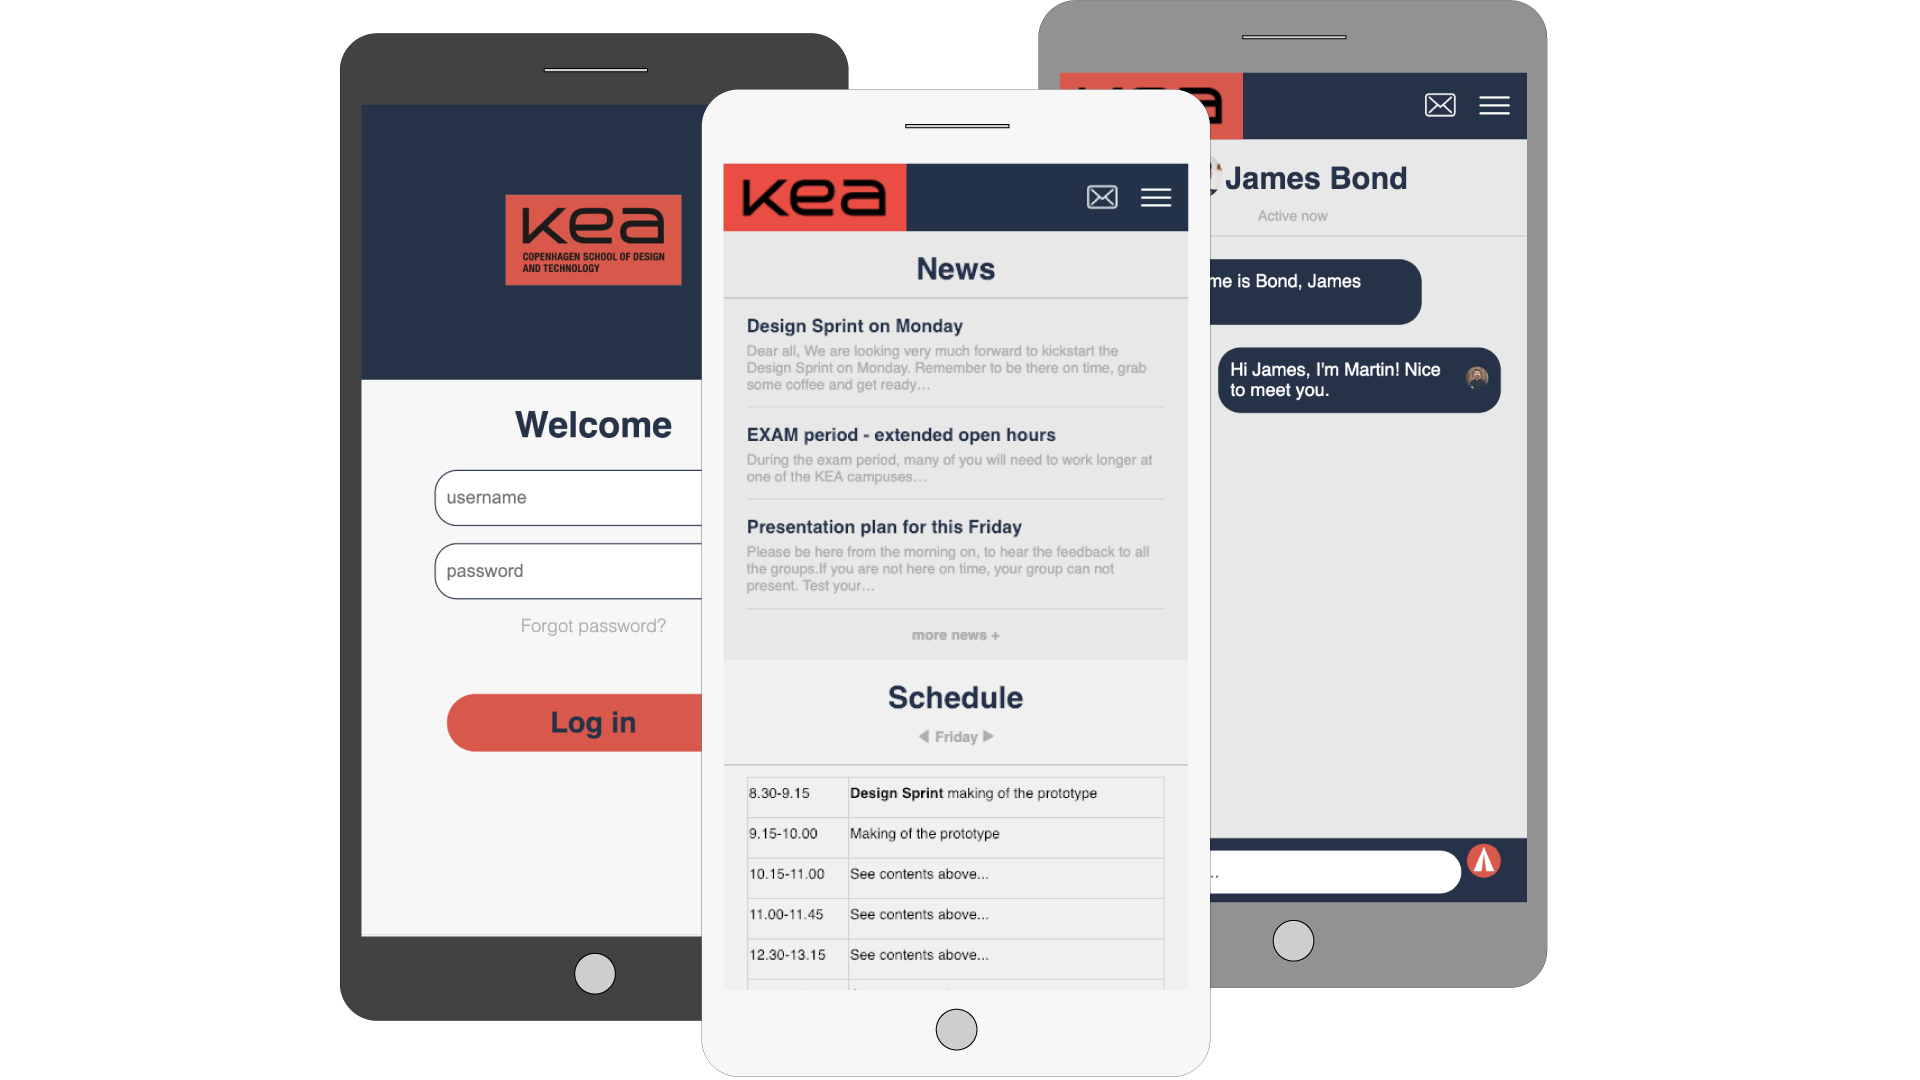 kea
COPENHAGEN SCHOOL OF DESIGN
AND TECHNOLOGY
Welcome
username
password
Forgot password?
Log in
kea
News
Design Sprint on Monday
Dear all, We are looking very much forward to kickstart the
Design Sprint on Monday. Remember to be there on time, grab
some coffee and get ready…
EXAM period - extended open hours
During the exam period, many of you will need to work longer at
one of the KEA campuses…
Presentation plan for this Friday
Please be here from the morning on, to hear the feedback to all
the groups.If you are not here on time, your group can not
present. Test your…
more news +
Schedule
Friday
8.30-9.15 Design Sprint making of the prototype
9.15-10.00 Making of the prototype
10.15-11.00 See contents above...
11.00-11.45 See contents above...
12.30-13.15 See contents above...
James Bond
Active now
me is Bond, James
Hi James, I'm Martin! Nice
to meet you.
..